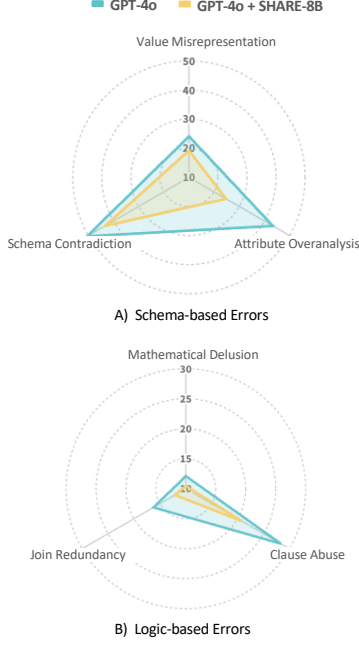 GPT-4o GPT-4o + SHARE-8B
Value Misrepresentation
50
40
30
20
10
Schema Contradiction Attribute Overanalysis
A) Schema-based Errors
Mathematical Delusion
30
25
20
15
10
Join Redundancy Clause Abuse
B) Logic-based Errors